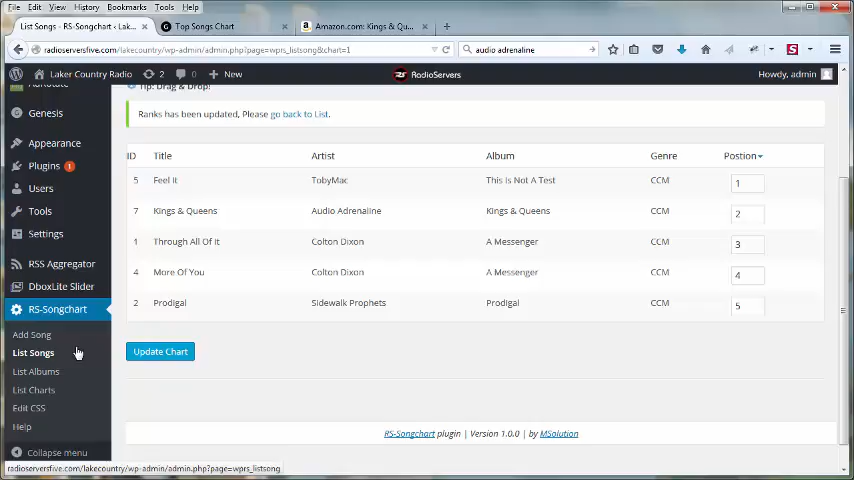 File Edit View History Bookmarks Tools Help
List Songs - RS-Songchart ‹ Lak... × Top Songs Chart × Amazon.com: Kings & Qu... × +
radioserversfive.com/lakecountry/wp-admin/admin.php?page=wprs_listsong&chart=1 audio adrenaline
Laker Country Radio 2 0 + New RadioServers Howdy, admin
AdRotate
Tip: Drag & Drop!
Genesis
Ranks has been updated, Please go back to List.
Appearance
Plugins 1
Users
Tools
Settings
RSS Aggregator
DboxLite Slider
RS-Songchart
Add Song
List Songs
List Albums
List Charts
Edit CSS
Help
Collapse menu
ID Title Artist Album Genre Postion
5 Feel It TobyMac This Is Not A Test CCM 1
7 Kings & Queens Audio Adrenaline Kings & Queens CCM 2
1 Through All Of It Colton Dixon A Messenger CCM 3
4 More Of You Colton Dixon A Messenger CCM 4
2 Prodigal Sidewalk Prophets Prodigal CCM 5
Update Chart
RS-Songchart plugin | Version 1.0.0 | by MSolution
radioserversfive.com/lakecountry/wp-admin/admin.php?page=wprs_listsong